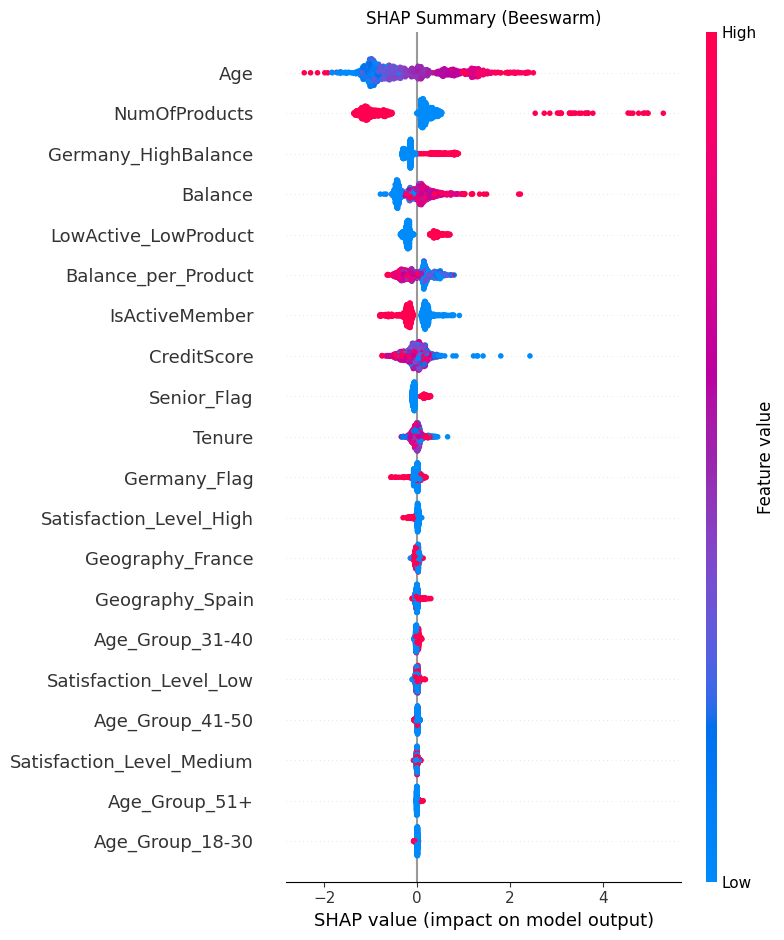 SHAP Summary (Beeswarm)
High
Age
NumOfProducts
Germany_HighBalance
Balance
LowActive_LowProduct
Balance_per_Product
IsActiveMember
CreditScore
Senior_Flag
Tenure
Germany_Flag
Satisfaction_Level_High
Geography_France
Geography_Spain
Age_Group_31-40
Satisfaction_Level_Low
Age_Group_41-50
Satisfaction_Level_Medium
Age_Group_51+
Age_Group_18-30
Feature value
Low
−2 0 2 4
SHAP value (impact on model output)